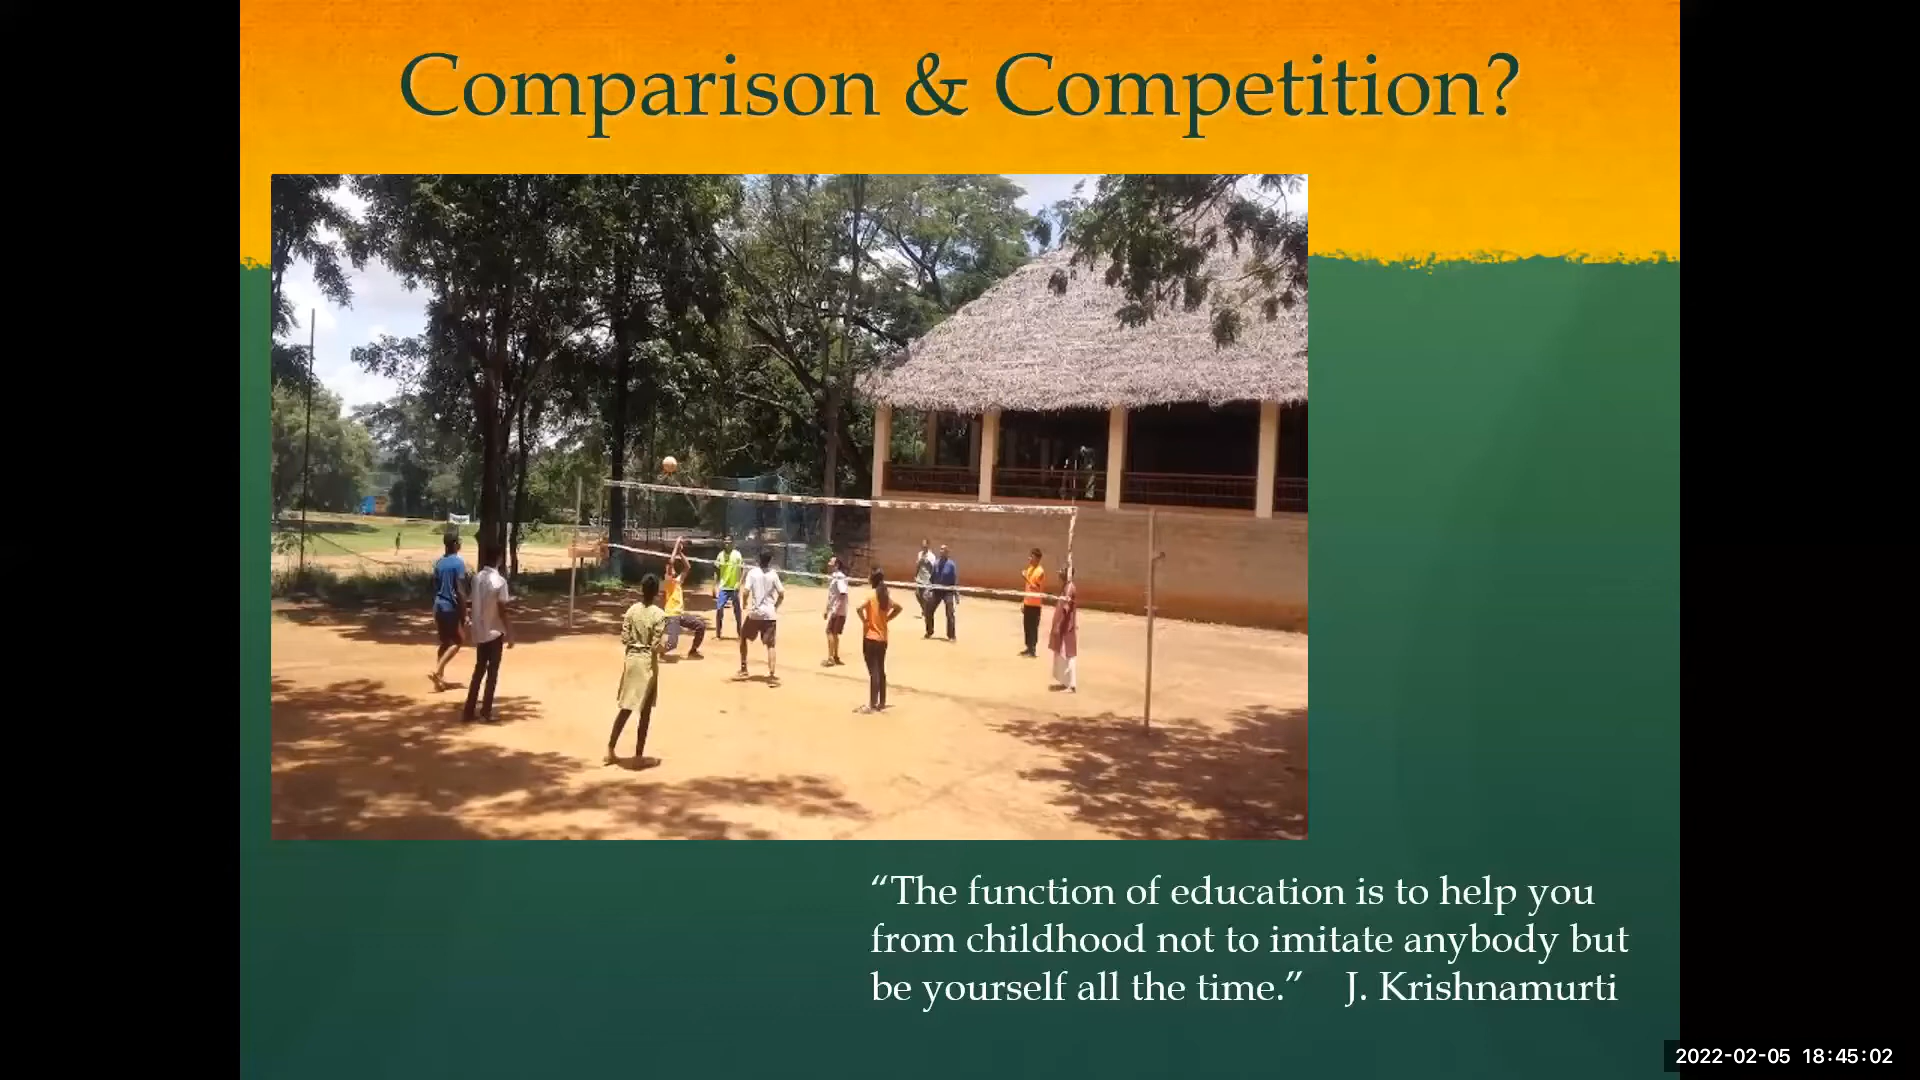 Comparison & Competition?
“The function of education is to help you
from childhood not to imitate anybody but
be yourself all the time.”    J. Krishnamurti
2022-02-05 18:45:02